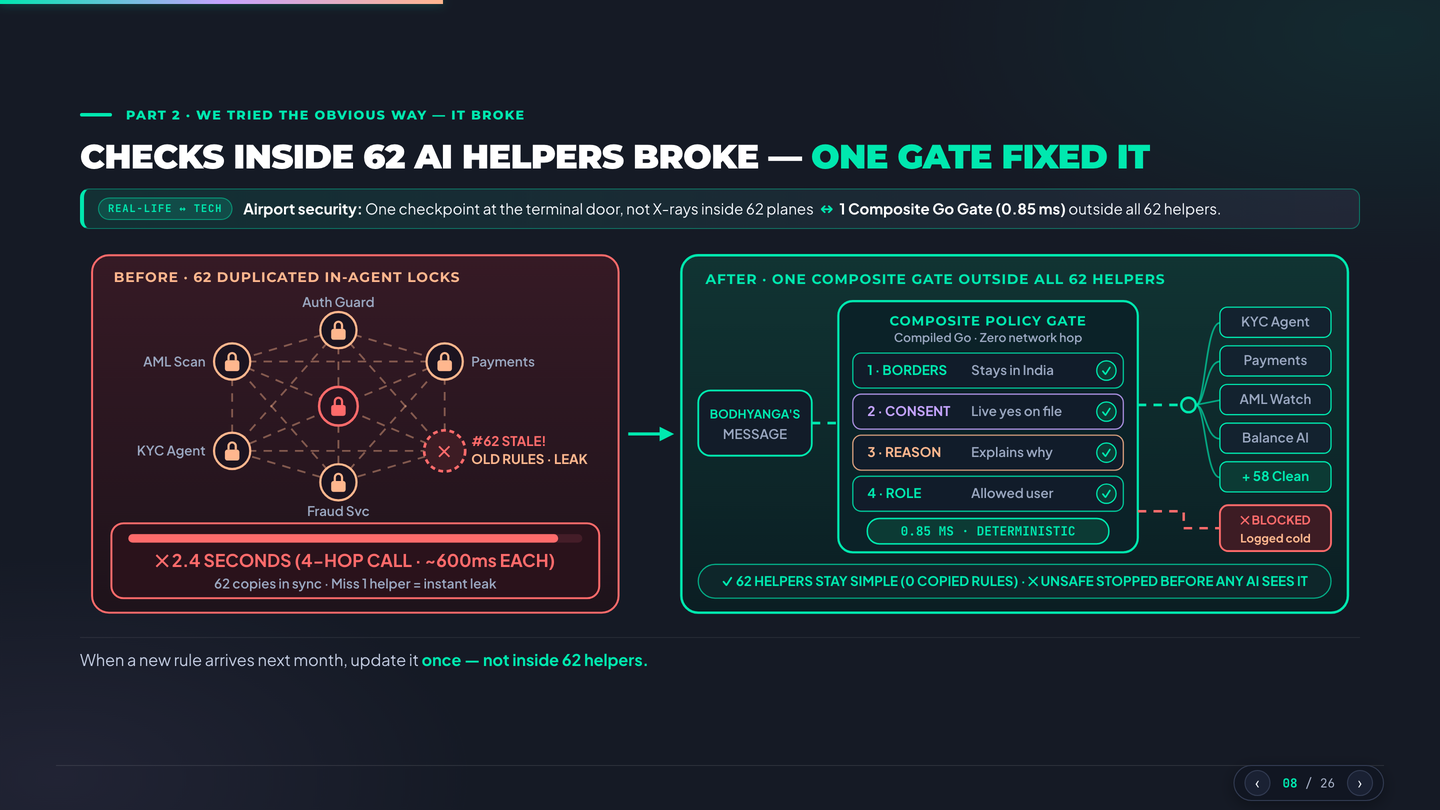 PART 2 · WE TRIED THE OBVIOUS WAY — IT BROKE
CHECKS INSIDE 62 AI HELPERS BROKE — ONE GATE FIXED IT
REAL-LIFE ↔ TECH Airport security: One checkpoint at the terminal door, not X-rays inside 62 planes ↔ 1 Composite Go Gate (0.85 ms) outside all 62 helpers.
BEFORE · 62 DUPLICATED IN-AGENT LOCKS
Auth Guard
AML Scan
Payments
KYC Agent
#62 STALE!
OLD RULES · LEAK
Fraud Svc
✕ 2.4 SECONDS (4-HOP CALL · ~600ms EACH)
62 copies in sync · Miss 1 helper = instant leak
AFTER · ONE COMPOSITE GATE OUTSIDE ALL 62 HELPERS
BODHYANGA'S
MESSAGE
COMPOSITE POLICY GATE
Compiled Go · Zero network hop
1 · BORDERS Stays in India
2 · CONSENT Live yes on file
3 · REASON Explains why
4 · ROLE Allowed user
0.85 MS · DETERMINISTIC
KYC Agent
Payments
AML Watch
Balance AI
+ 58 Clean
✕ BLOCKED
Logged cold
✓ 62 HELPERS STAY SIMPLE (0 COPIED RULES) · ✕ UNSAFE STOPPED BEFORE ANY AI SEES IT
When a new rule arrives next month, update it once — not inside 62 helpers.
‹ 08 / 26 ›